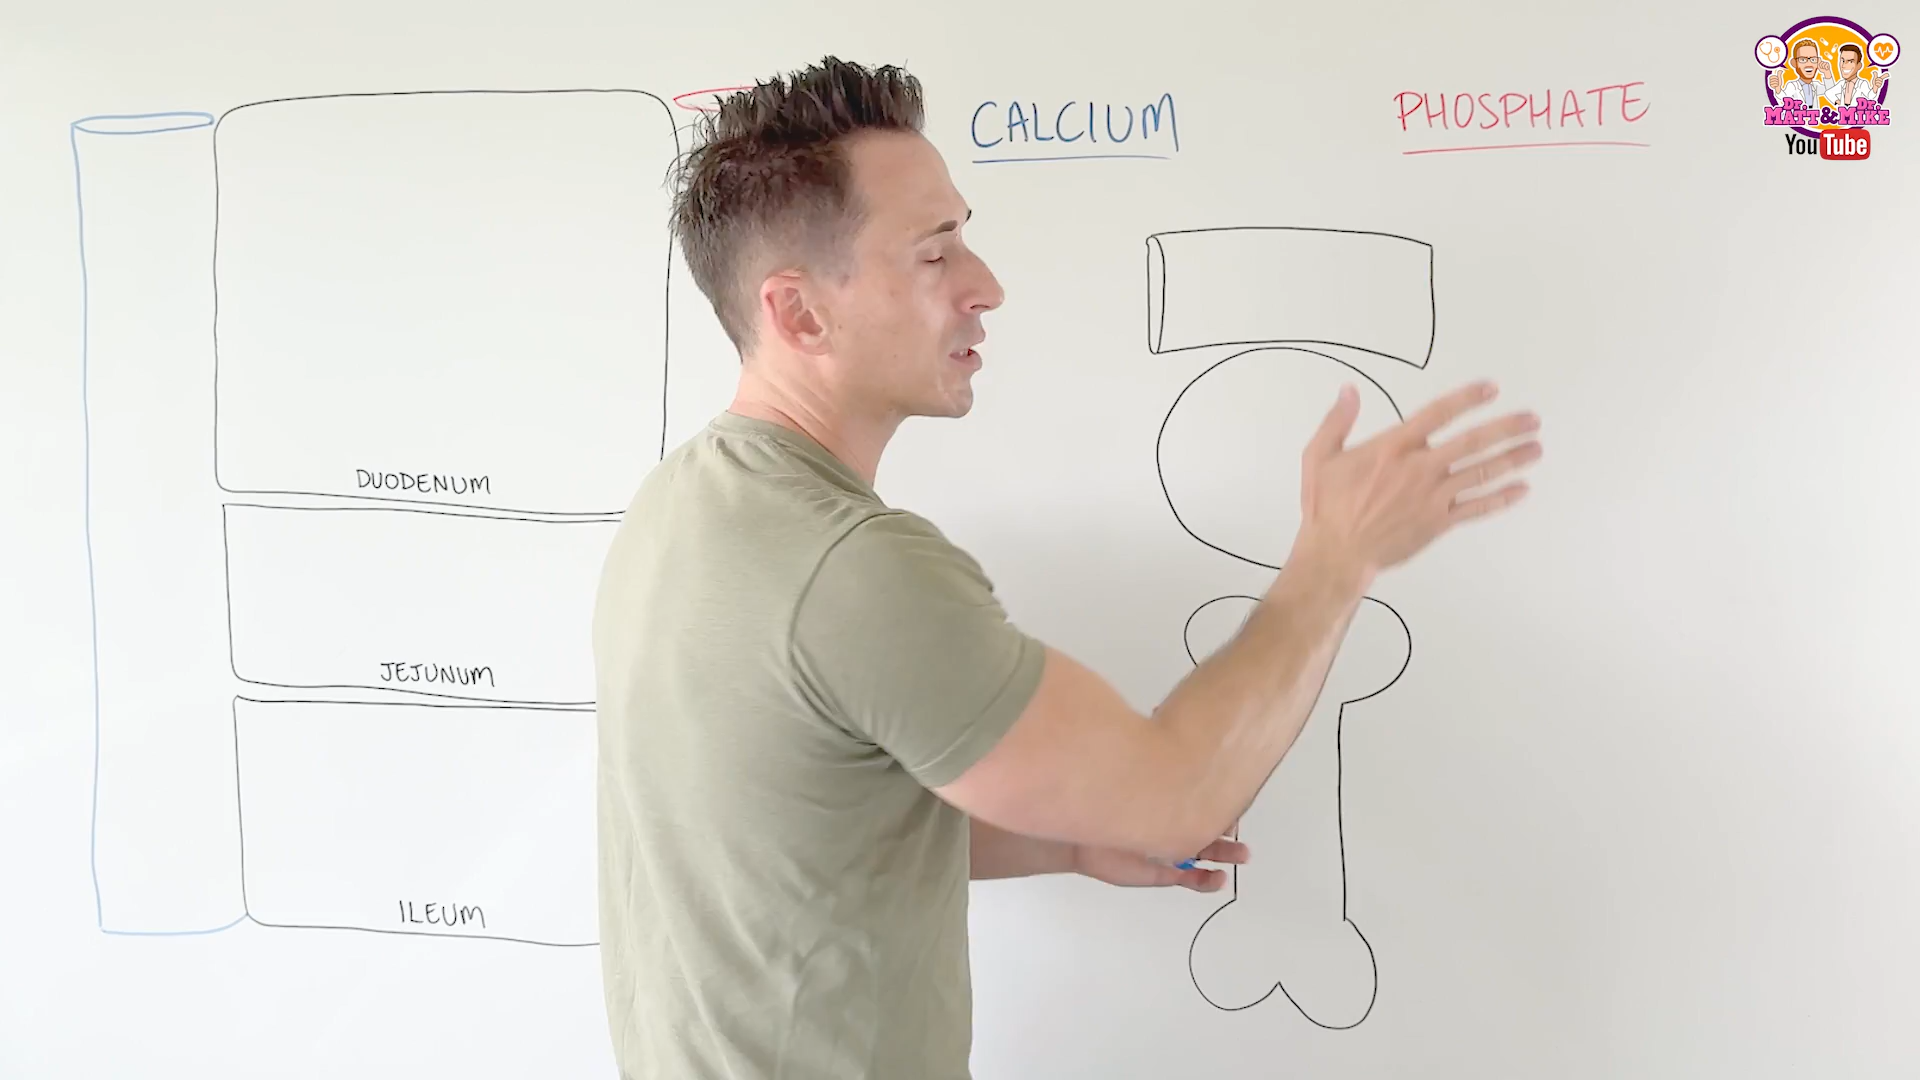 CALCIUM
PHOSPHATE
Dr. MATT & Dr. MIKE
YouTube
DUODENUM
JEJUNUM
ILEUM